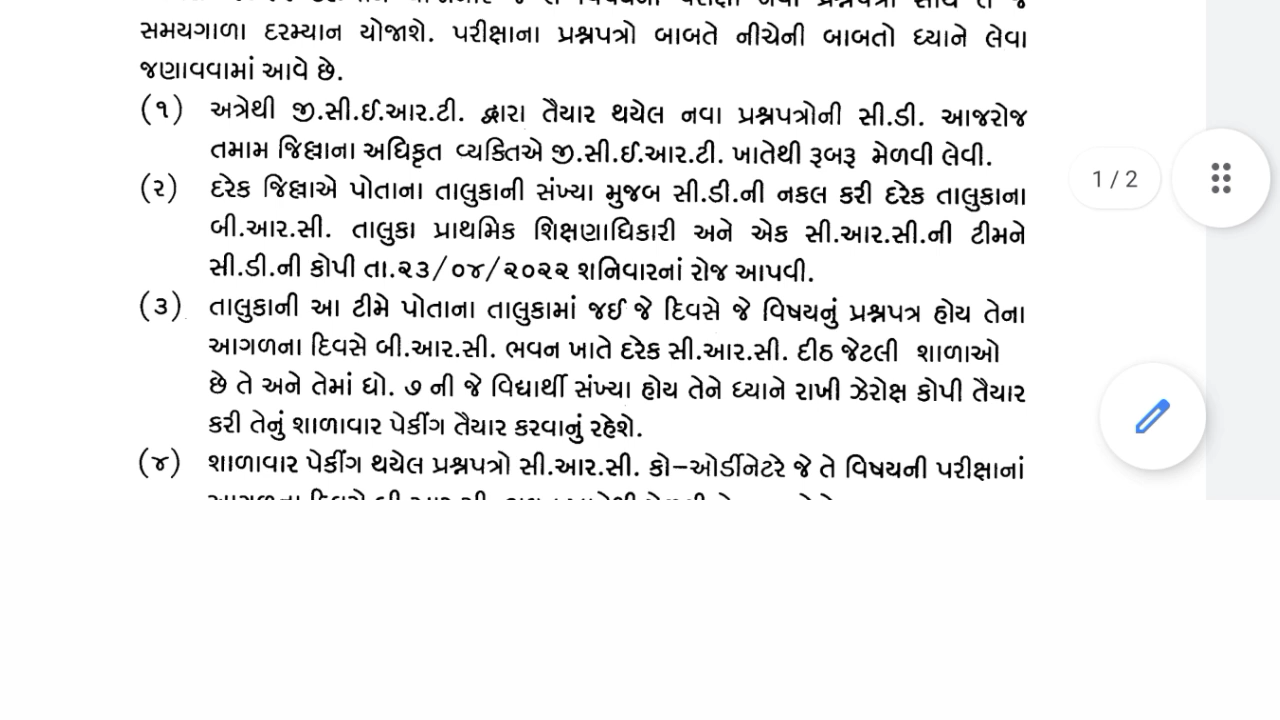 સમયગાળા દરમ્યાન યોજાશે. પરીક્ષાના પ્રશ્નપત્રો બાબતે નીચેની બાબતો ધ્યાને લેવા
જણાવવામાં આવે છે.
(૧) અત્રેથી જી.સી.ઈ.આર.ટી. દ્વારા તૈયાર થયેલ નવા પ્રશ્નપત્રોની સી.ડી. આજરોજ
તમામ જિલ્લાના અધિકૃત વ્યક્તિએ જી.સી.ઈ.આર.ટી. ખાતેથી રૂબરૂ મેળવી લેવી.
1 / 2
(૨) દરેક જિલ્લાએ પોતાના તાલુકાની સંખ્યા મુજબ સી.ડી.ની નકલ કરી દરેક તાલુકાના
બી.આર.સી. તાલુકા પ્રાથમિક શિક્ષણાધિકારી અને એક સી.આર.સી.ની ટીમને
સી.ડી.ની કોપી તા.૨૩/૦૪/૨૦૨૨ શનિવારનાં રોજ આપવી.
(૩) તાલુકાની આ ટીમે પોતાના તાલુકામાં જઈ જે દિવસે જે વિષયનું પ્રશ્નપત્ર હોય તેના
આગળના દિવસે બી.આર.સી. ભવન ખાતે દરેક સી.આર.સી. દીઠ જેટલી શાળાઓ
છે તે અને તેમાં ધો. ૭ ની જે વિદ્યાર્થી સંખ્યા હોય તેને ધ્યાને રાખી ઝેરોક્ષ કોપી તૈયાર
કરી તેનું શાળાવાર પેકીંગ તૈયાર કરવાનું રહેશે.
(૪) શાળાવાર પેકીંગ થયેલ પ્રશ્નપત્રો સી.આર.સી. કો-ઓર્ડીનેટરે જે તે વિષયની પરીક્ષાનાં